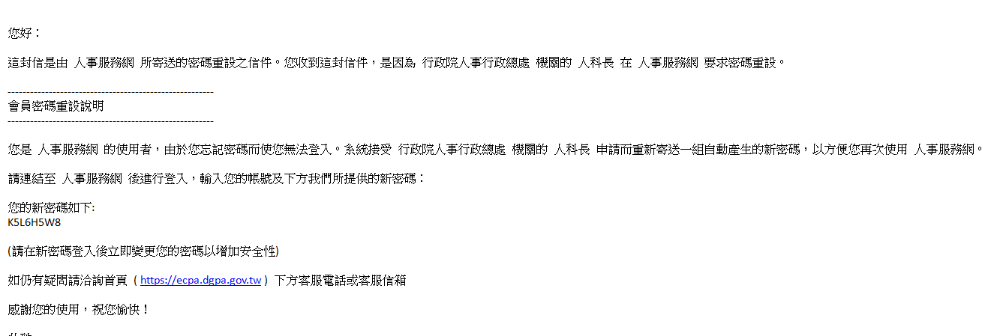 您好：
這封信是由 人事服務網 所寄送的密碼重設之信件。您收到這封信件，是因為 行政院人事行政總處 機關的 人科長 在 人事服務網 要求密碼重設。
-------------------------------------------------------
會員密碼重設說明
-------------------------------------------------------
您是 人事服務網 的使用者，由於您忘記密碼而使您無法登入。系統接受 行政院人事行政總處 機關的 人科長 申請而重新寄送一組自動產生的新密碼，以方便您再次使用 人事服務網。
請連結至 人事服務網 後進行登入，輸入您的帳號及下方我們所提供的新密碼：
您的新密碼如下:
K5L6H5W8
(請在新密碼登入後立即變更您的密碼以增加安全性)
如仍有疑問請洽詢首頁 ( https://ecpa.dgpa.gov.tw ) 下方客服電話或客服信箱
感謝您的使用，祝您愉快！